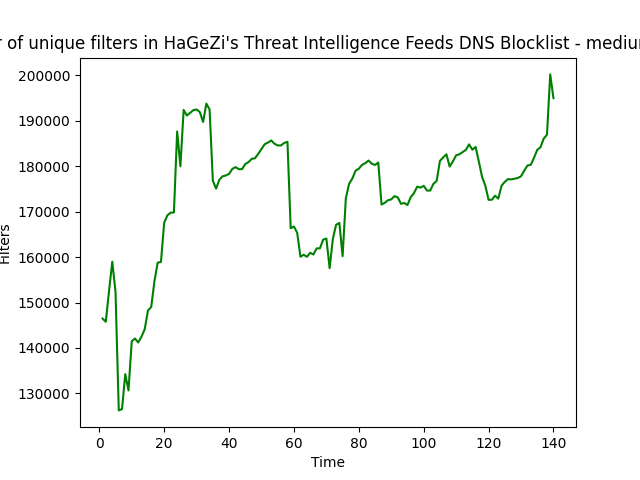 r of unique filters in HaGeZi's Threat Intelligence Feeds DNS Blocklist - mediu
200000
190000
180000
170000
160000
150000
140000
130000
Filters
0 20 40 60 80 100 120 140
Time